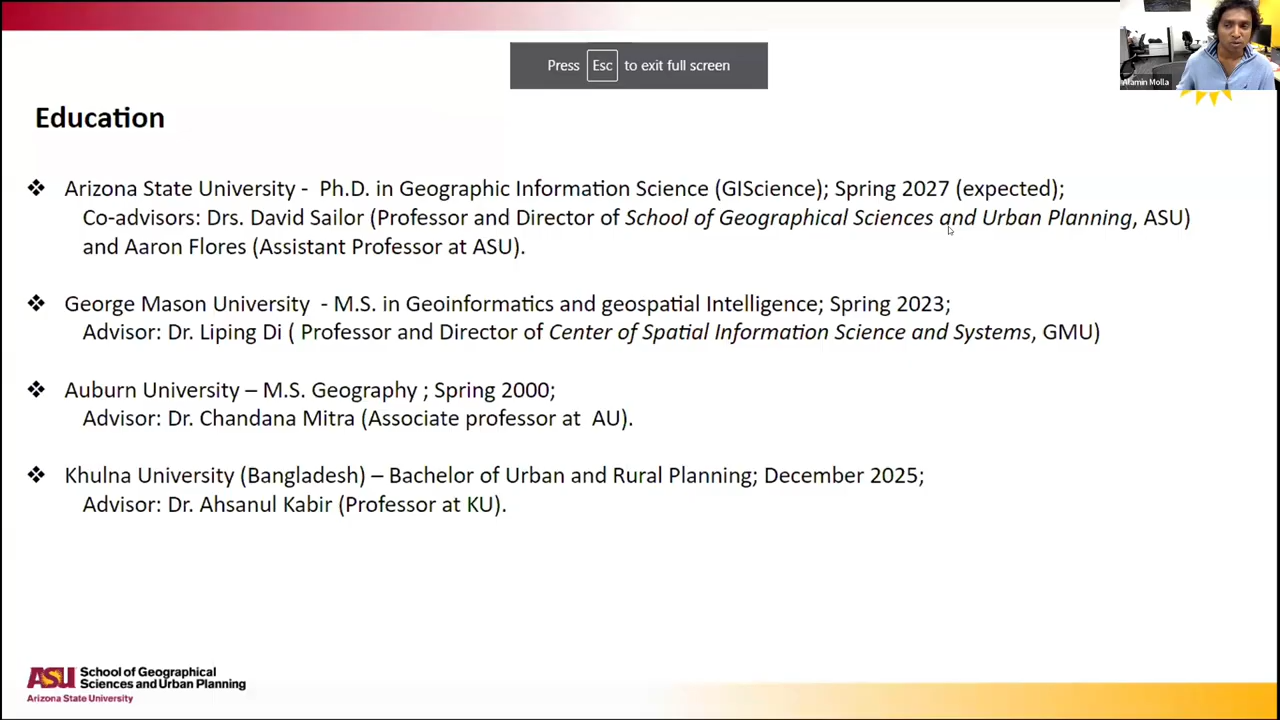 Press Esc to exit full screen
Alamin Molla
Education
❖ Arizona State University - Ph.D. in Geographic Information Science (GIScience); Spring 2027 (expected);
Co-advisors: Drs. David Sailor (Professor and Director of School of Geographical Sciences and Urban Planning, ASU)
and Aaron Flores (Assistant Professor at ASU).
❖ George Mason University - M.S. in Geoinformatics and geospatial Intelligence; Spring 2023;
Advisor: Dr. Liping Di ( Professor and Director of Center of Spatial Information Science and Systems, GMU)
❖ Auburn University – M.S. Geography ; Spring 2000;
Advisor: Dr. Chandana Mitra (Associate professor at AU).
❖ Khulna University (Bangladesh) – Bachelor of Urban and Rural Planning; December 2025;
Advisor: Dr. Ahsanul Kabir (Professor at KU).
ASU School of Geographical
Sciences and Urban Planning
Arizona State University